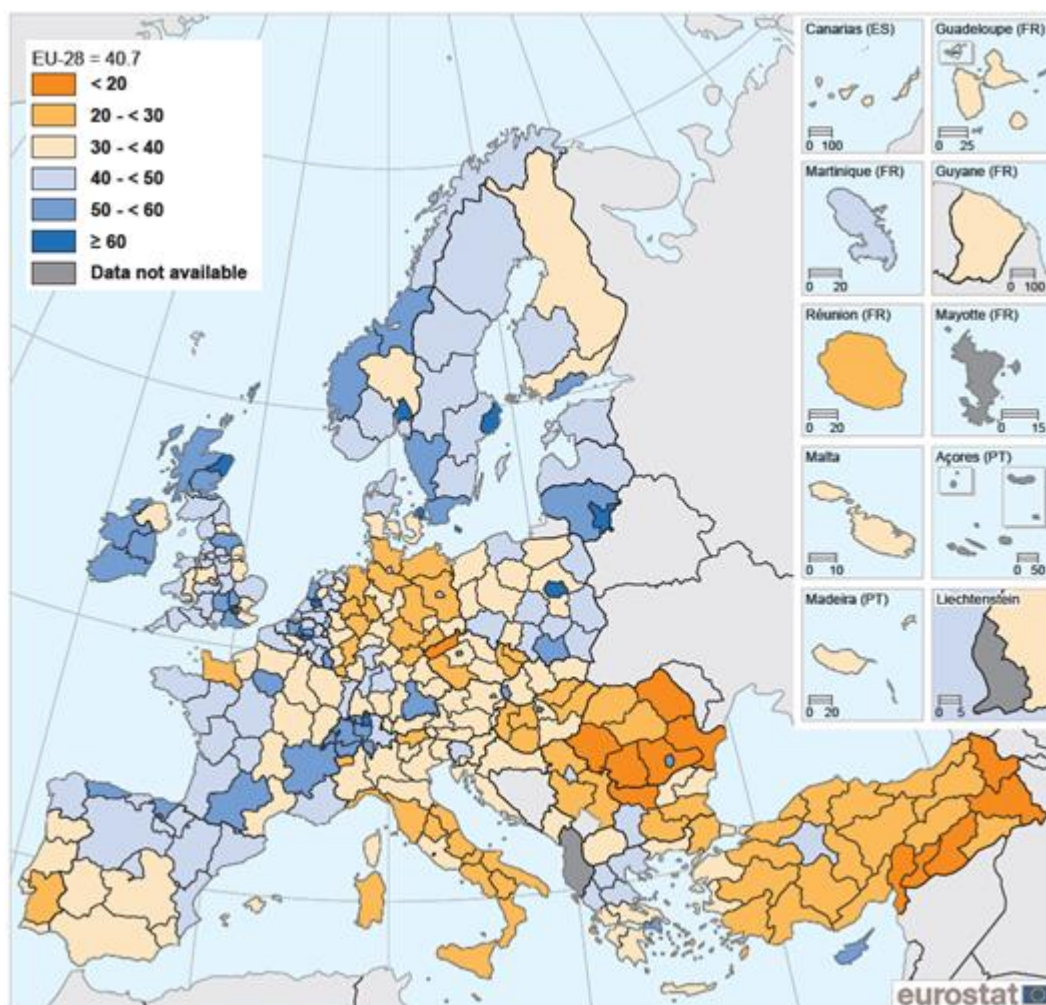 EU-28 = 40.7
< 20
20 - < 30
30 - < 40
40 - < 50
50 - < 60
≥ 60
Data not available
Canarias (ES)
0 100
Guadeloupe (FR)
0 25
Martinique (FR)
0 20
Guyane (FR)
0 100
Réunion (FR)
0 20
Mayotte (FR)
0 15
Malta
0 10
Açores (PT)
0 50
Madeira (PT)
0 20
Liechtenstein
0 5
eurostat